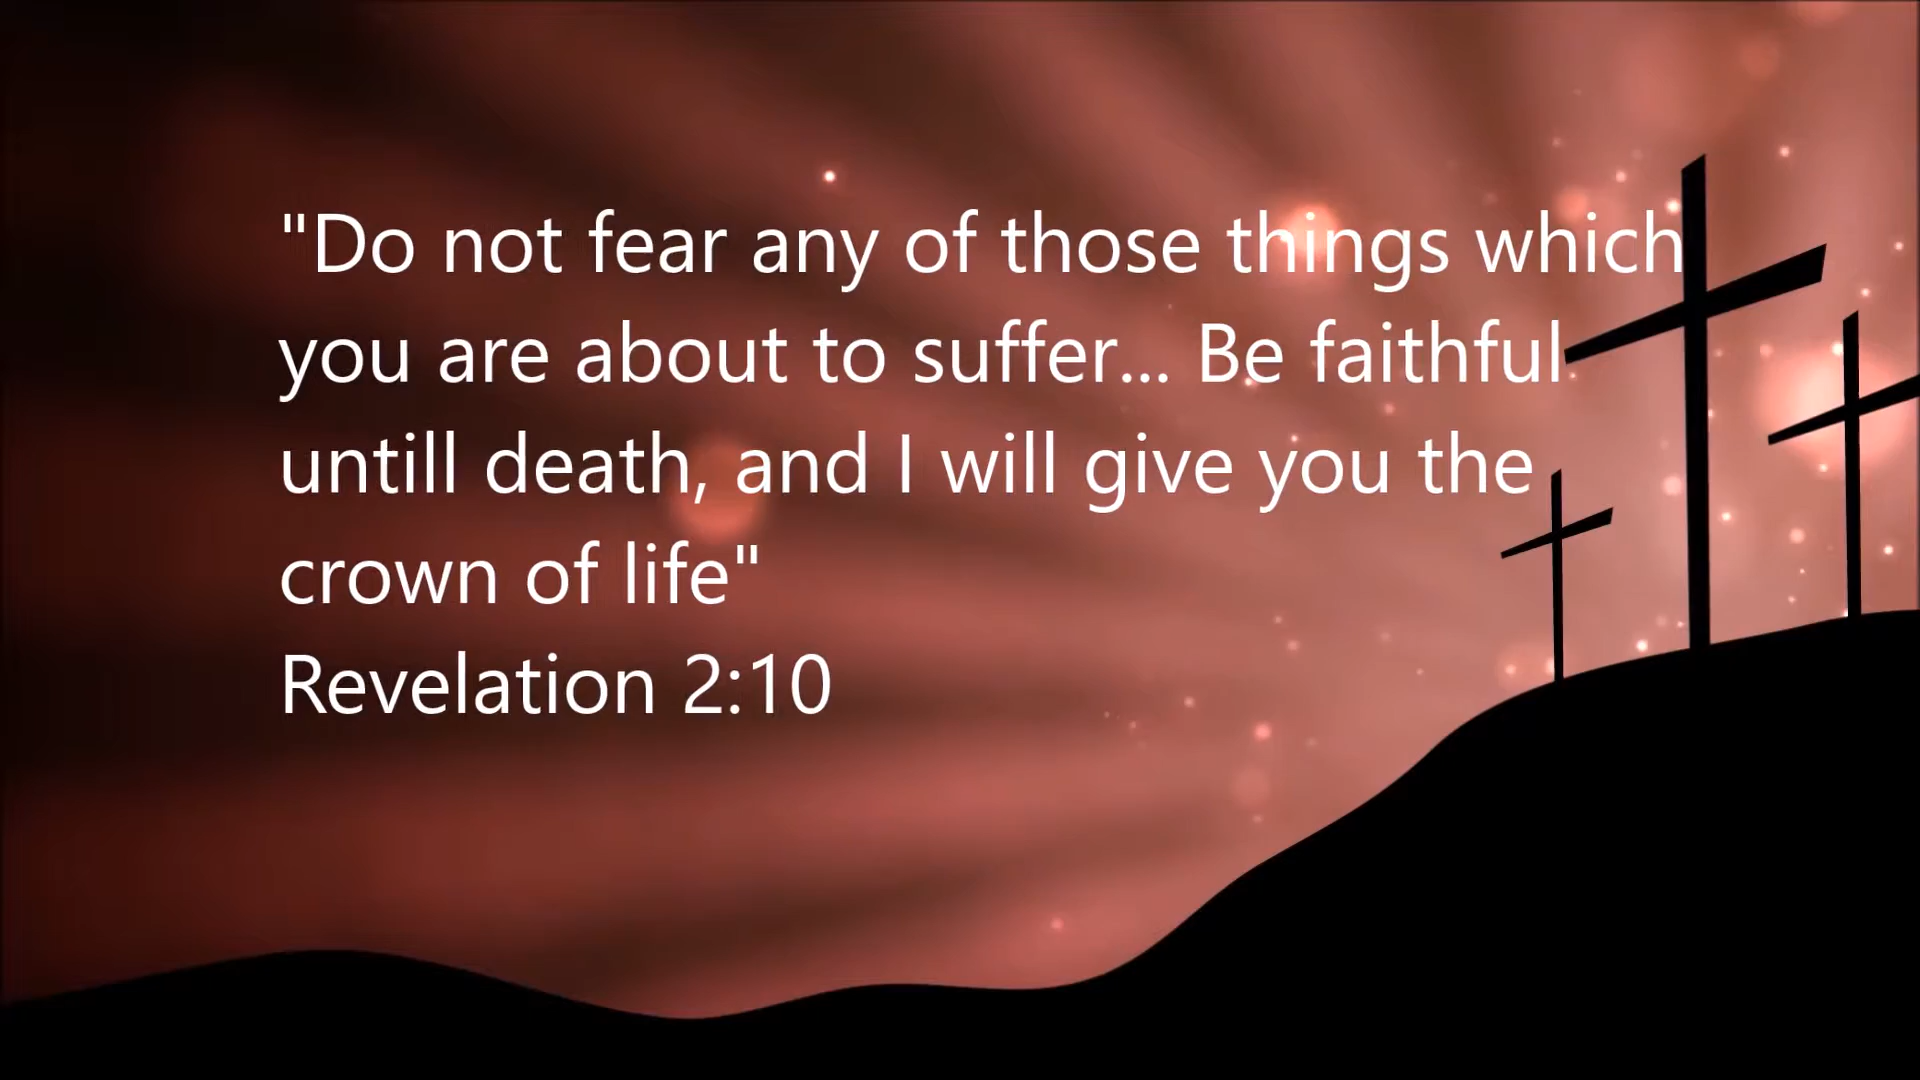 "Do not fear any of those things which
you are about to suffer... Be faithful
untill death, and I will give you the
crown of life"
Revelation 2:10